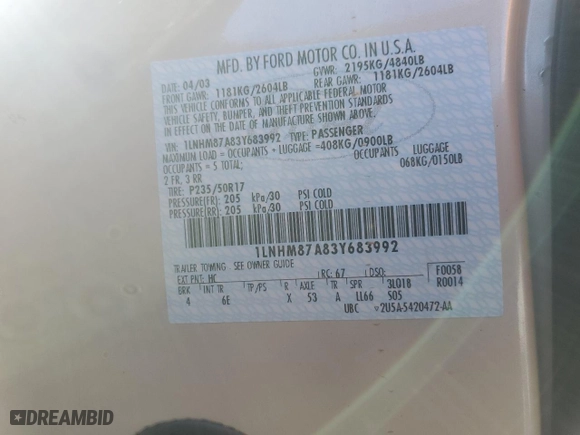 MFD. BY FORD MOTOR CO. IN U.S.A.
DATE: 04/03 GVWR: 2195KG/4840LB
FRONT GAWR: 1181KG/2604LB REAR GAWR: 1181KG/2604LB
THIS VEHICLE CONFORMS TO ALL APPLICABLE FEDERAL MOTOR
VEHICLE SAFETY, BUMPER, AND THEFT PREVENTION STANDARDS
IN EFFECT ON THE DATE OF MANUFACTURE SHOWN ABOVE.
VIN: 1LNHM87A83Y683992 TYPE: PASSENGER
MAXIMUM LOAD = OCCUPANTS + LUGGAGE = 408KG/0900LB
OCCUPANTS = 5 TOTAL: OCCUPANTS LUGGAGE
2 FR, 3 RR 068KG/0150LB
TIRE: P235/50R17
PRESSURE(FR): 205 kPa/30 PSI COLD
PRESSURE(RR): 205 kPa/30 PSI COLD
1LNHM87A83Y683992
TRAILER TOWING SEE OWNER GUIDE
EXT PNT: RC: 67 DSO: F0058
BRK INT TR TP/PS R AXLE TR SPR 3L018 R0014
4 6E X 53 A LL66 S05
UBC 2U5A-5420472-AA
DREAMBID